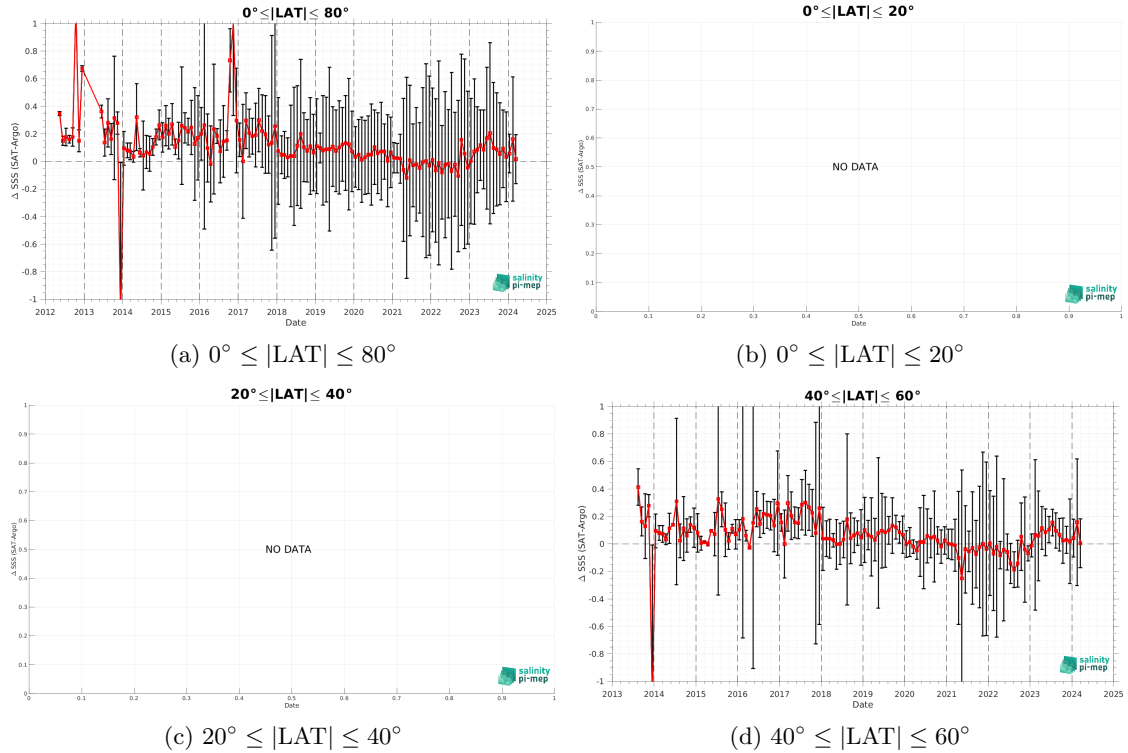 0°≤|LAT|≤ 80°
Δ SSS (SAT-Argo)
1
0.8
0.6
0.4
0.2
0
-0.2
-0.4
-0.6
-0.8
-1
2012 2013 2014 2015 2016 2017 2018 2019 2020 2021 2022 2023 2024 2025
Date
salinity
pi-mep
(a) 0° ≤ |LAT| ≤ 80°
0°≤|LAT|≤ 20°
Δ SSS (SAT-Argo)
1
0.9
0.8
0.7
0.6
0.5
0.4
0.3
0.2
0.1
0
NO DATA
0 0.1 0.2 0.3 0.4 0.5 0.6 0.7 0.8 0.9 1
Date
salinity
pi-mep
(b) 0° ≤ |LAT| ≤ 20°
20°≤|LAT|≤ 40°
Δ SSS (SAT-Argo)
1
0.9
0.8
0.7
0.6
0.5
0.4
0.3
0.2
0.1
0
NO DATA
0 0.1 0.2 0.3 0.4 0.5 0.6 0.7 0.8 0.9 1
Date
salinity
pi-mep
(c) 20° ≤ |LAT| ≤ 40°
40°≤|LAT|≤ 60°
Δ SSS (SAT-Argo)
1
0.8
0.6
0.4
0.2
0
-0.2
-0.4
-0.6
-0.8
-1
2013 2014 2015 2016 2017 2018 2019 2020 2021 2022 2023 2024 2025
Date
salinity
pi-mep
(d) 40° ≤ |LAT| ≤ 60°